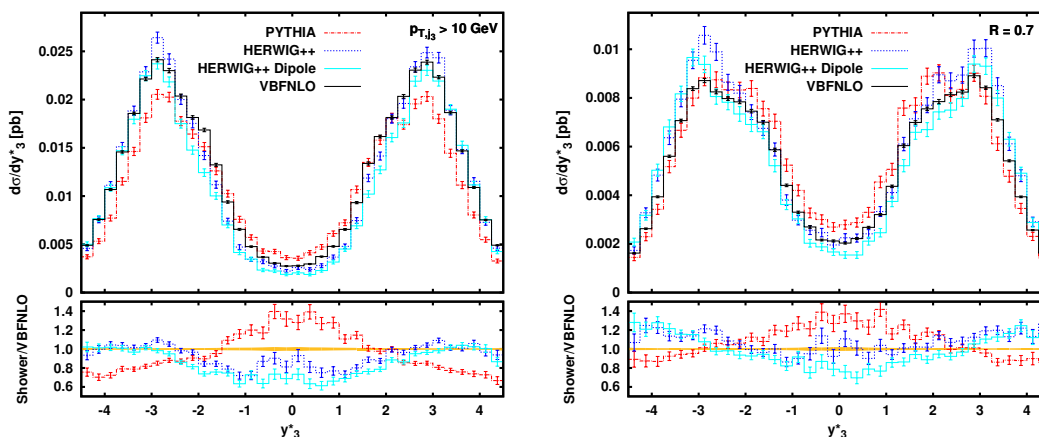 p_T,j3 > 10 GeV
PYTHIA
HERWIG++
HERWIG++ Dipole
VBFNLO
dσ/dy*3 [pb]
0.025
0.02
0.015
0.01
0.005
0
Shower/VBFNLO
1.4
1.2
1.0
0.8
0.6
-4 -3 -2 -1 0 1 2 3 4
y*3
R = 0.7
PYTHIA
HERWIG++
HERWIG++ Dipole
VBFNLO
dσ/dy*3 [pb]
0.01
0.008
0.006
0.004
0.002
0
Shower/VBFNLO
1.4
1.2
1.0
0.8
0.6
-4 -3 -2 -1 0 1 2 3 4
y*3